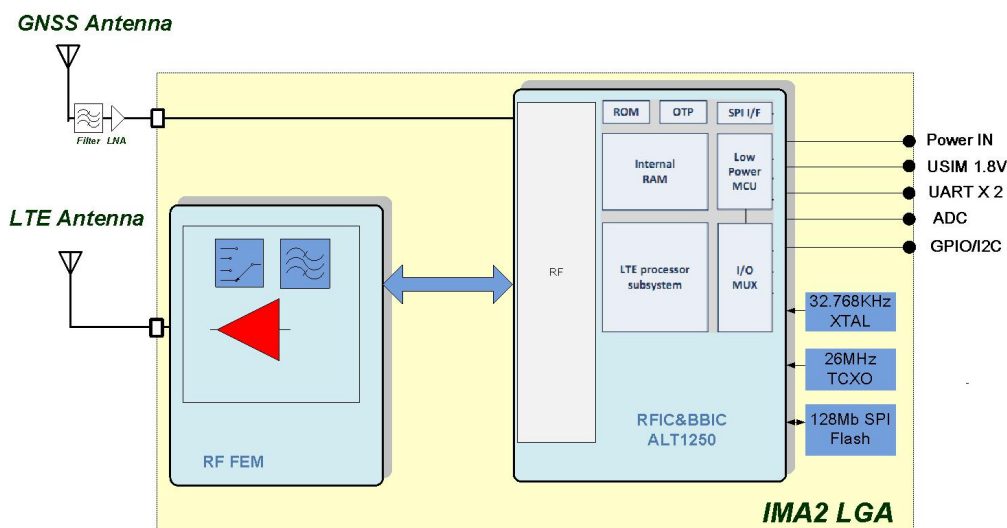 GNSS Antenna
Filter LNA
LTE Antenna
RF FEM
RF
ROM
OTP
SPI I/F
Internal
RAM
Low
Power
MCU
LTE processor
subsystem
I/O
MUX
RFIC&BBIC
ALT1250
Power IN
USIM 1.8V
UART X 2
ADC
GPIO/I2C
32.768KHz
XTAL
26MHz
TCXO
128Mb SPI
Flash
IMA2 LGA